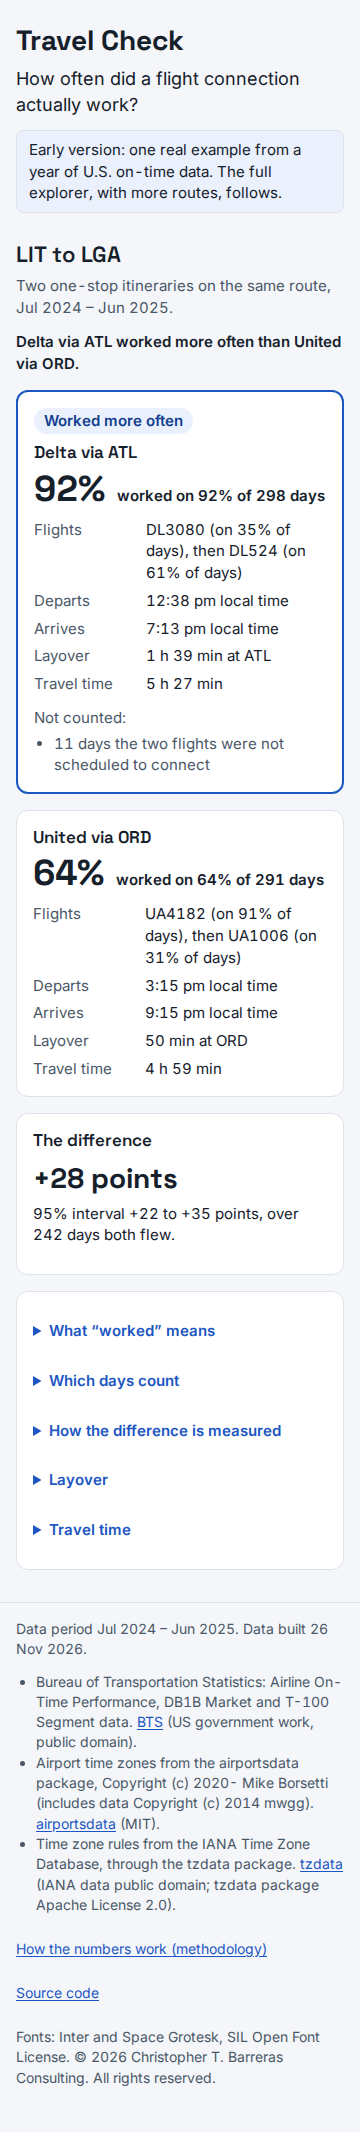 Travel Check
How often did a flight connection
actually work?
Early version: one real example from a
year of U.S. on-time data. The full
explorer, with more routes, follows.
LIT to LGA
Two one-stop itineraries on the same route,
Jul 2024 – Jun 2025.
Delta via ATL worked more often than United
via ORD.
Worked more often
Delta via ATL
92% worked on 92% of 298 days
Flights DL3080 (on 35% of
days), then DL524 (on
61% of days)
Departs 12:38 pm local time
Arrives 7:13 pm local time
Layover 1 h 39 min at ATL
Travel time 5 h 27 min
Not counted:
• 11 days the two flights were not
scheduled to connect
United via ORD
64% worked on 64% of 291 days
Flights UA4182 (on 91% of
days), then UA1006 (on
31% of days)
Departs 3:15 pm local time
Arrives 9:15 pm local time
Layover 50 min at ORD
Travel time 4 h 59 min
The difference
+28 points
95% interval +22 to +35 points, over
242 days both flew.
▶ What “worked” means
▶ Which days count
▶ How the difference is measured
▶ Layover
▶ Travel time
Data period Jul 2024 – Jun 2025. Data built 26
Nov 2026.
• Bureau of Transportation Statistics: Airline On-
Time Performance, DB1B Market and T-100
Segment data. BTS (US government work,
public domain).
• Airport time zones from the airportsdata
package, Copyright (c) 2020- Mike Borsetti
(includes data Copyright (c) 2014 mwgg).
airportsdata (MIT).
• Time zone rules from the IANA Time Zone
Database, through the tzdata package. tzdata
(IANA data public domain; tzdata package
Apache License 2.0).
How the numbers work (methodology)
Source code
Fonts: Inter and Space Grotesk, SIL Open Font
License. © 2026 Christopher T. Barreras
Consulting. All rights reserved.